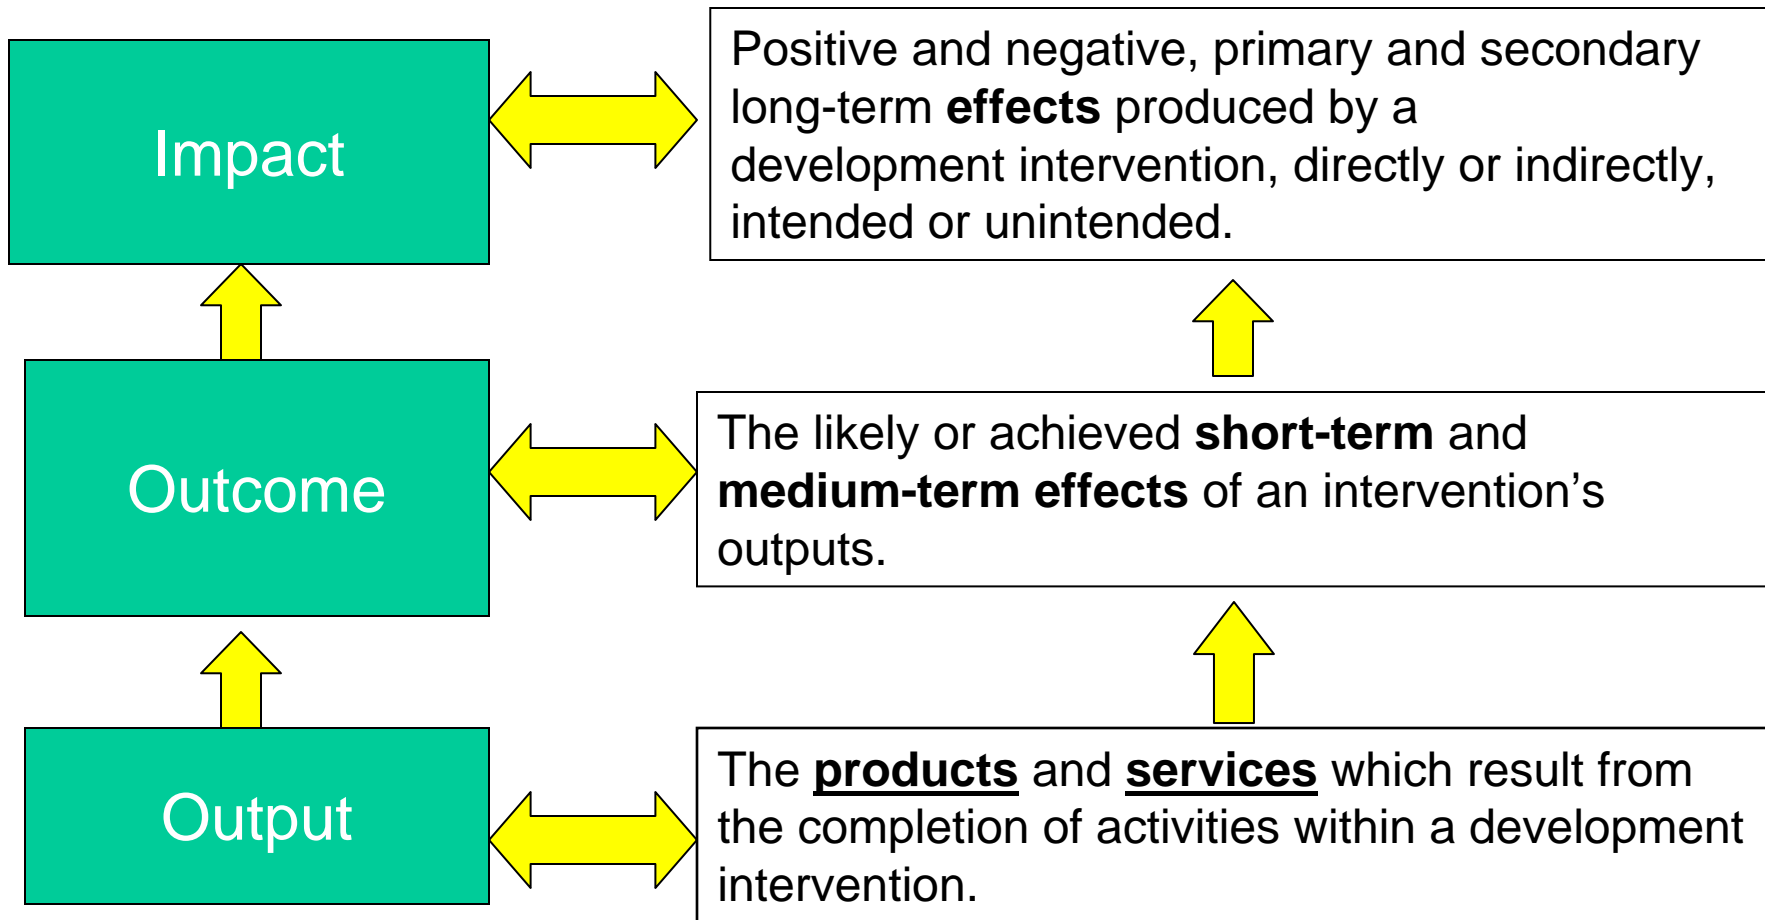 Impact
Positive and negative, primary and secondary
long-term effects produced by a
development intervention, directly or indirectly,
intended or unintended.
Outcome
The likely or achieved short-term and
medium-term effects of an intervention’s
outputs.
Output
The products and services which result from
the completion of activities within a development
intervention.